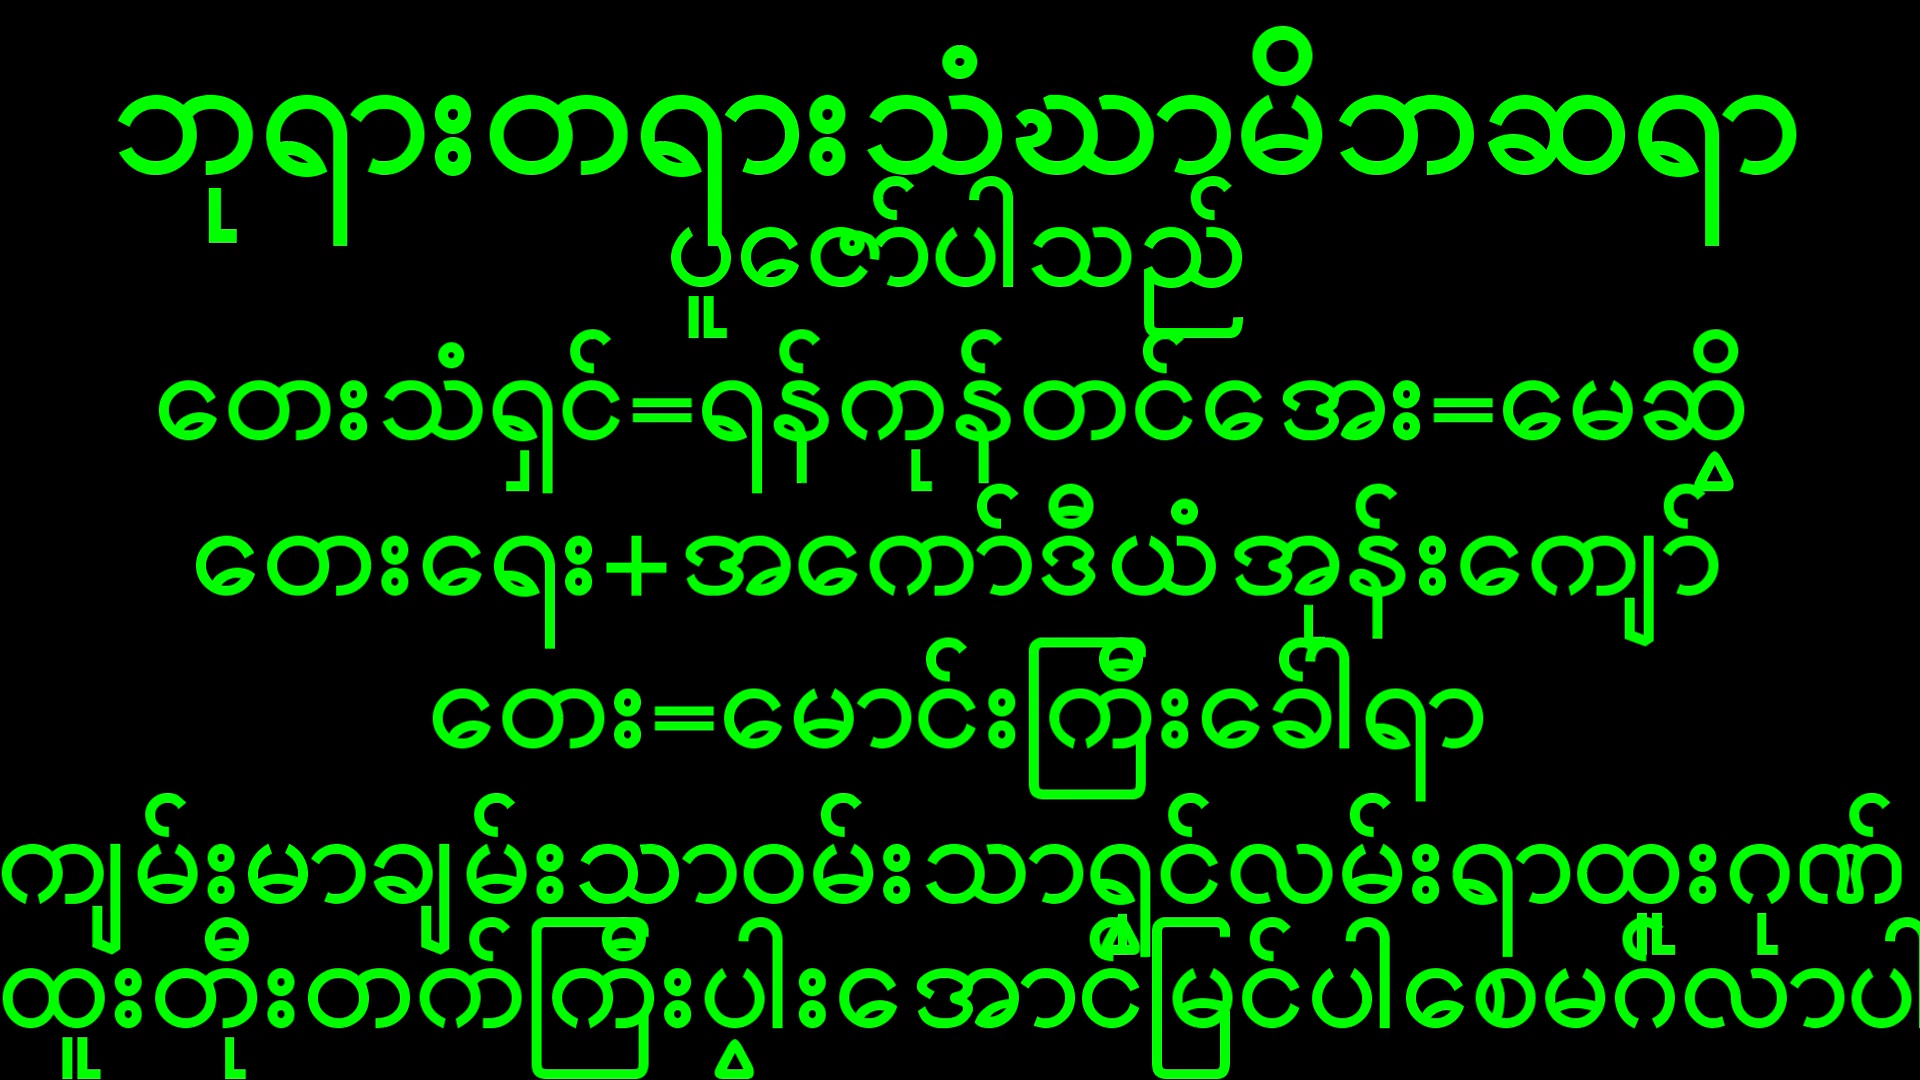 ဘုရားတရားသံဃာမိဘဆရာ
ပူဇော်ပါသည်
တေးသံရှင်=ရန်ကုန်တင်အေး=မေဆွိ
တေးရေး+အကော်ဒီယံအုန်းကျော်
တေး=မောင်ကြီးခေါ်ရာ
ကျမ်းမာချမ်းသာဝမ်းသာရွှင်လမ်းရာထူးဂုဏ်
ထူးတိုးတက်ကြီးပွါးအောင်မြင်ပါစေမင်္ဂလာပါ